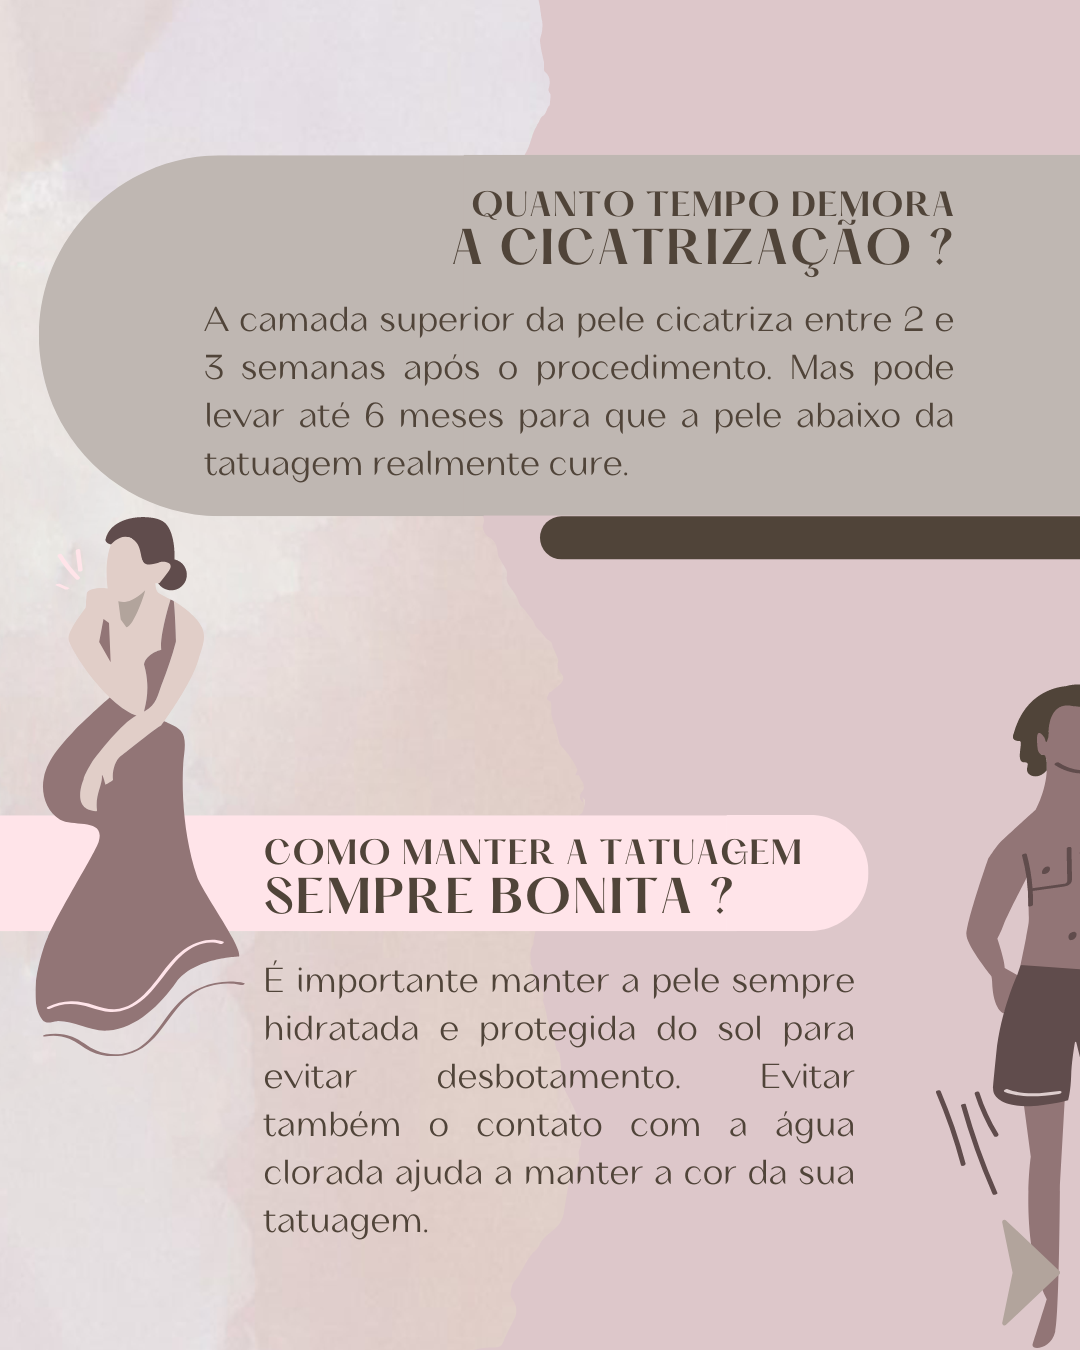 QUANTO TEMPO DEMORA
A CICATRIZAÇÃO ?
A camada superior da pele cicatriza entre 2 e
3 semanas após o procedimento. Mas pode
levar até 6 meses para que a pele abaixo da
tatuagem realmente cure.
COMO MANTER A TATUAGEM
SEMPRE BONITA ?
É importante manter a pele sempre
hidratada e protegida do sol para
evitar desbotamento. Evitar
também o contato com a água
clorada ajuda a manter a cor da sua
tatuagem.